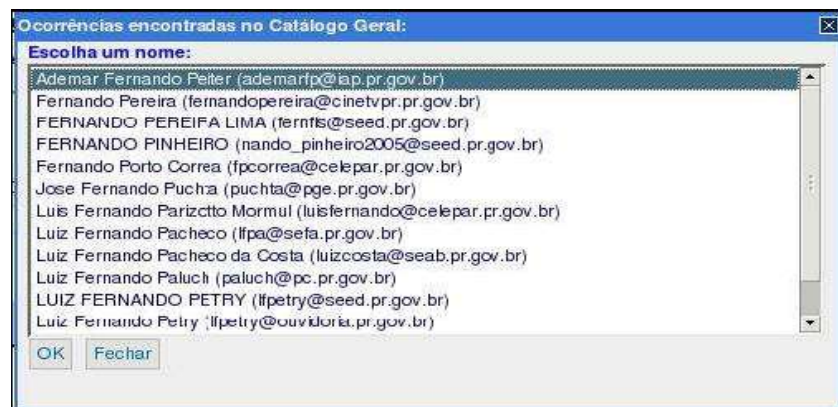 Ocorrências encontradas no Catálogo Geral:
Escolha um nome:
Ademar Fernando Pelter (ademarfp@iap.pr.gov.br)
Fernando Pereira (fernandopereira@cinetvpr.pr.gov.br)
FERNANDO PEREIFA LIMA (fernfls@seed.pr.gov.br)
FERNANDO PINHEIRO (nando_pinheiro2005@seed.pr.gov.br)
Fernando Porto Correa (fpcorrea@celepar.pr.gov.br)
Jose Fernando Puchta (puchta@pge.pr.gov.br)
Luis Fernando Parizotto Mormul (luisfernando@celepar.pr.gov.br)
Luiz Fernando Pacheco (lfpa@sefa.pr.gov.br)
Luiz Fernando Pacheco da Costa (luizcosta@seab.pr.gov.br)
Luiz Fernando Paluch (paluch@pc.pr.gov.br)
LUIZ FERNANDO PETRY (lfpetry@seed.pr.gov.br)
Luiz Fernando Petry (lfpetry@ouvidoria.pr.gov.br)
OK Fechar